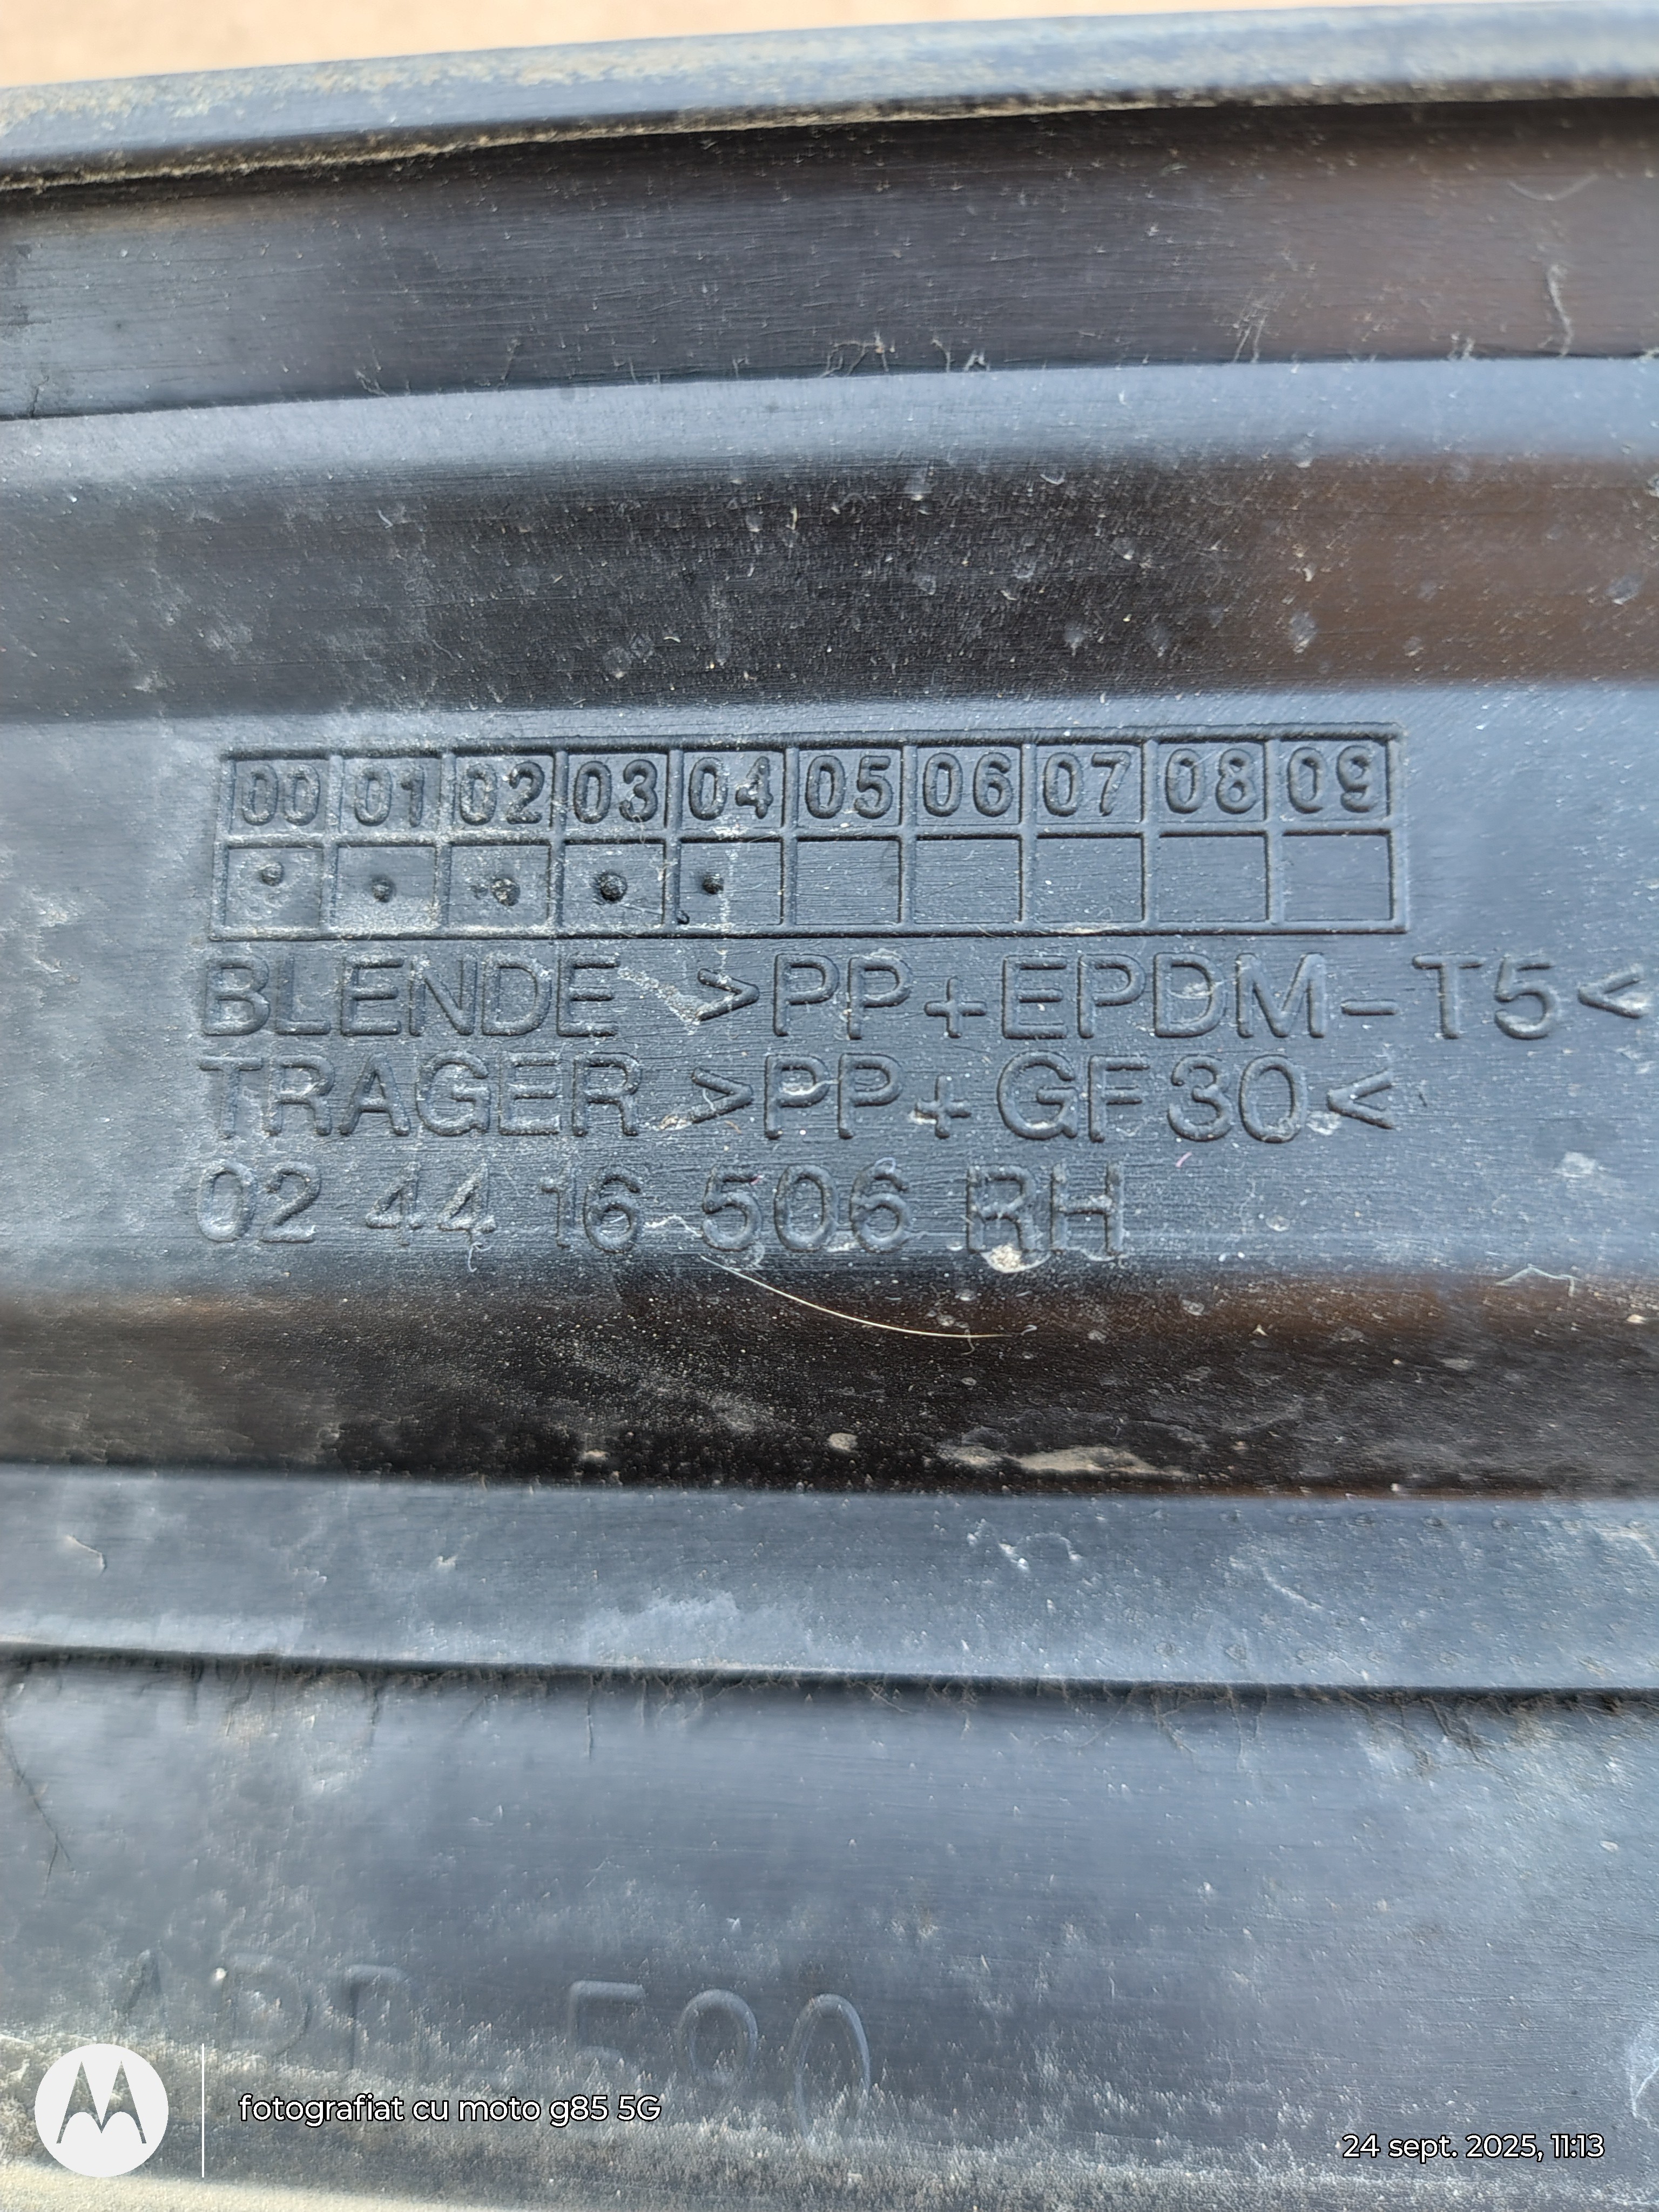 00 01 02 03 04 05 06 07 08 09
BLENDE >PP+EPDM-T5<
TRAGER >PP+GF30<
02 44 16 506 RH
fotografiat cu moto g85 5G
24 sept. 2025, 11:13